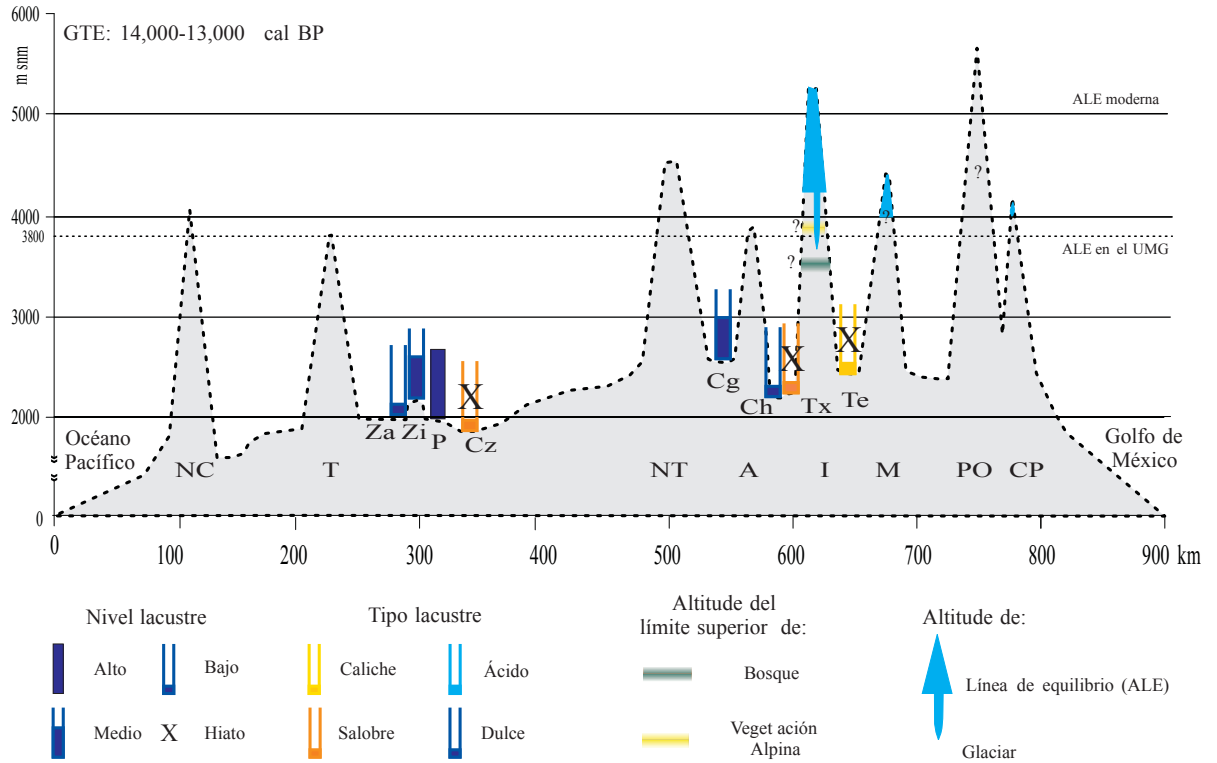 6000
GTE: 14,000-13,000 cal BP
m snm
ALE moderna
5000
?
4000
?
?
3800
ALE en el UMG
?
3000
X
X
X
Cg
Te
Ch
Tx
2000
Za
Zi
P
Cz
Océano
Pacífico
Golfo de
México
NC
T
NT
A
I
M
PO
CP
0
0
100
200
300
400
500
600
700
800
900 km
Nivel lacustre
Alto
Bajo
Medio
X
Hiato
Tipo lacustre
Caliche
Ácido
Salobre
Dulce
Altitude del
límite superior de:
Bosque
Veget ación
Alpina
Altitude de:
Línea de equilibrio (ALE)
Glaciar